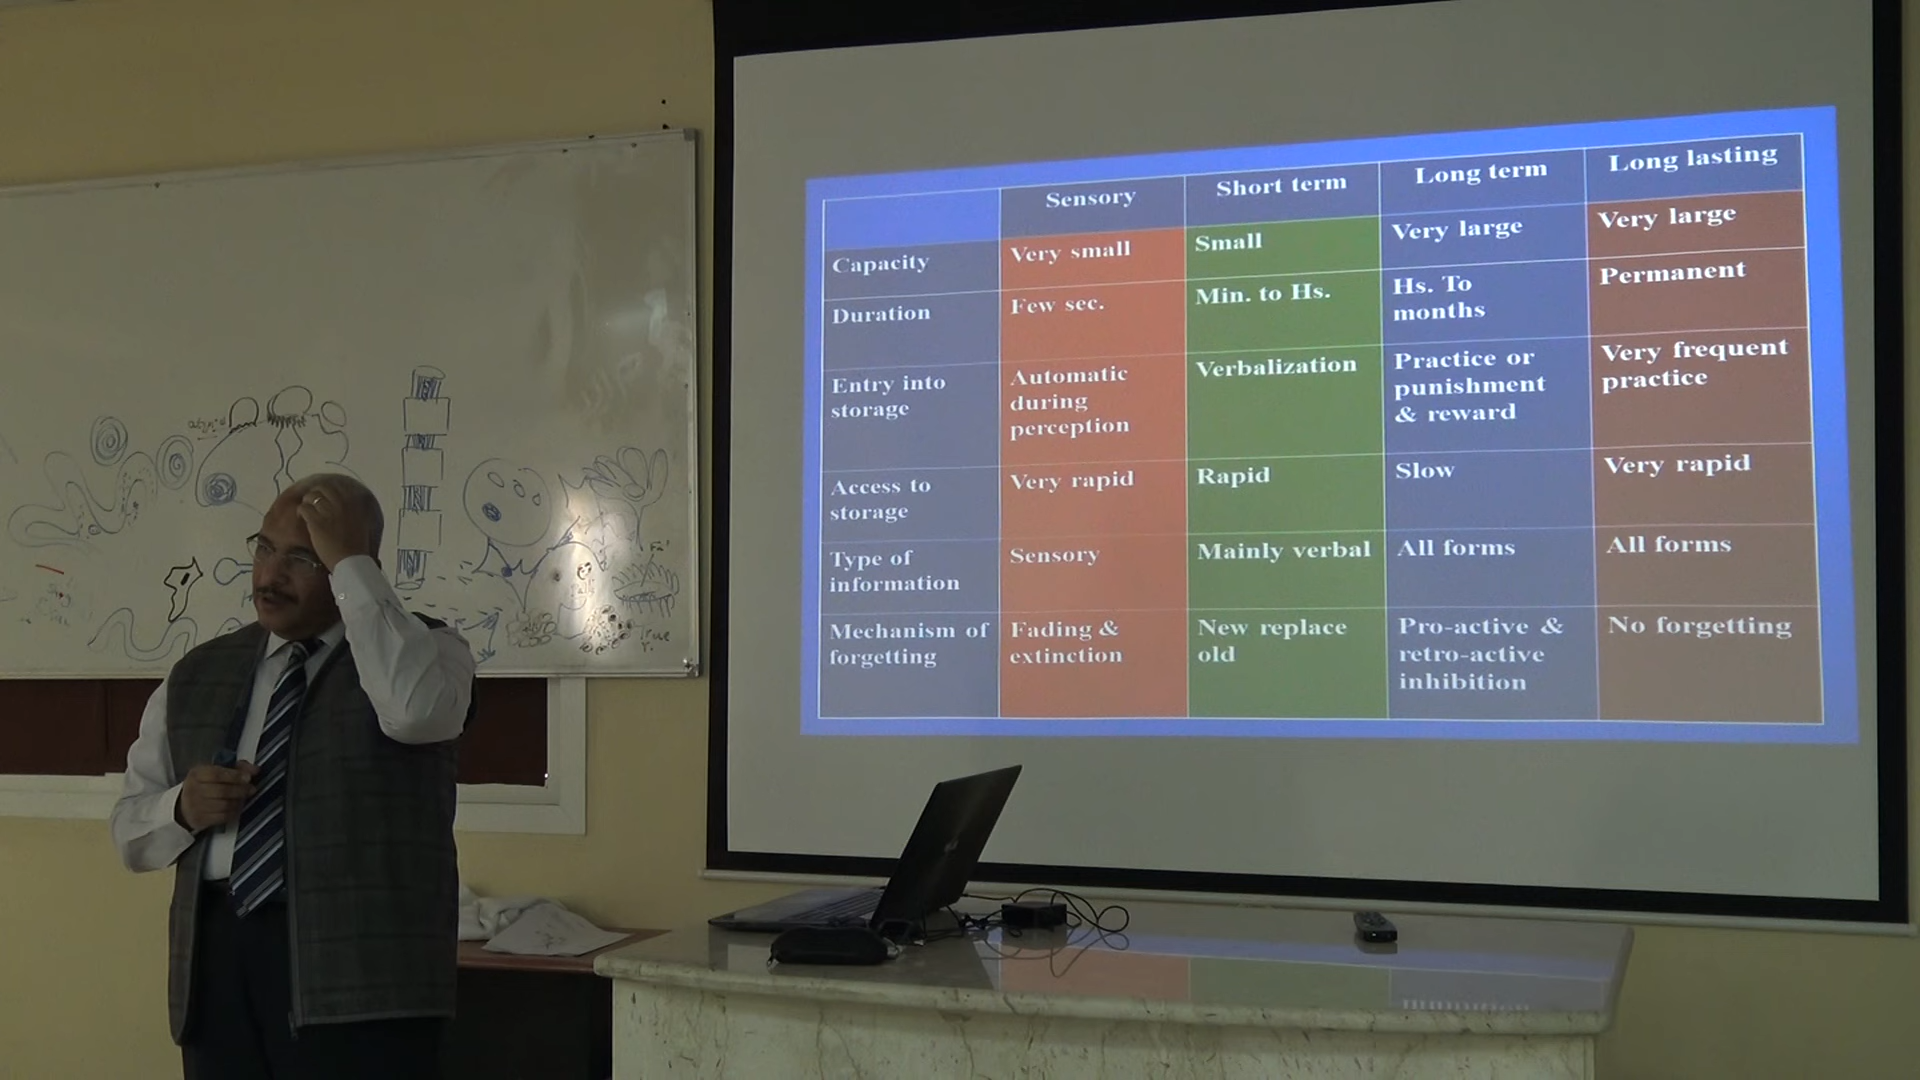 Sensory
Short term
Long term
Long lasting
Capacity
Very small
Small
Very large
Very large
Duration
Few sec.
Min. to Hs.
Hs. To
months
Permanent
Entry into
storage
Automatic
during
perception
Verbalization
Practice or
punishment
& reward
Very frequent
practice
Access to
storage
Very rapid
Rapid
Slow
Very rapid
Type of
information
Sensory
Mainly verbal
All forms
All forms
Mechanism of
forgetting
Fading &
extinction
New replace
old
Pro-active &
retro-active
inhibition
No forgetting